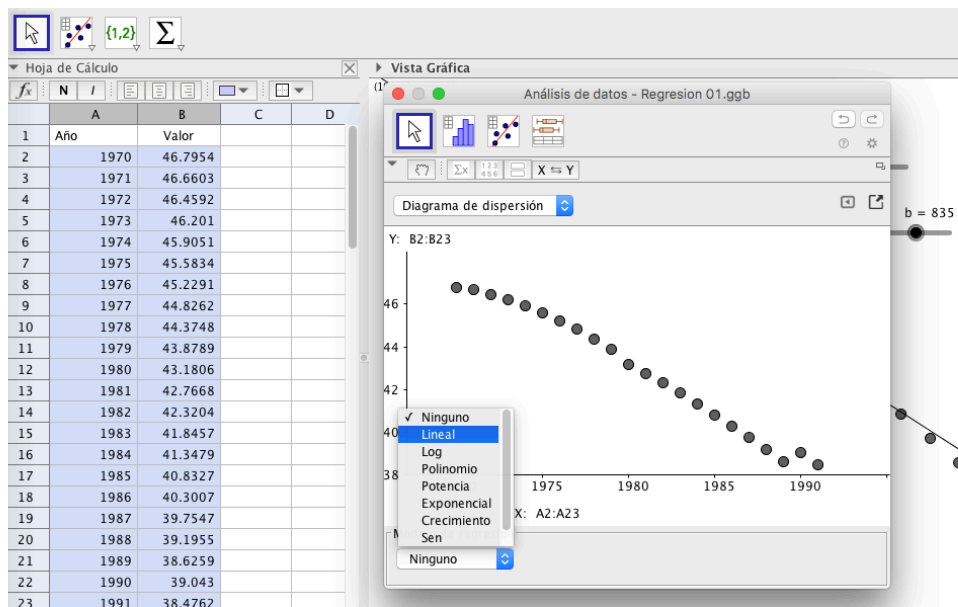 {1,2} Σ
Hoja de Cálculo
Vista Gráfica
fx N I
A B C D
1 Año Valor
2 1970 46.7954
3 1971 46.6603
4 1972 46.4592
5 1973 46.201
6 1974 45.9051
7 1975 45.5834
8 1976 45.2291
9 1977 44.8262
10 1978 44.3748
11 1979 43.8789
12 1980 43.1806
13 1981 42.7668
14 1982 42.3204
15 1983 41.8457
16 1984 41.3479
17 1985 40.8327
18 1986 40.3007
19 1987 39.7547
20 1988 39.1955
21 1989 38.6259
22 1990 39.043
23 1991 38.4762
(1
Análisis de datos - Regresion 01.ggb
Σx 123 456 X ⇆ Y
Diagrama de dispersión
b = 835
Y: B2:B23
46
44
42
40
38
1975 1980 1985 1990
X: A2:A23
✓ Ninguno
Lineal
Log
Polinomio
Potencia
Exponencial
Crecimiento
Sen
Ninguno